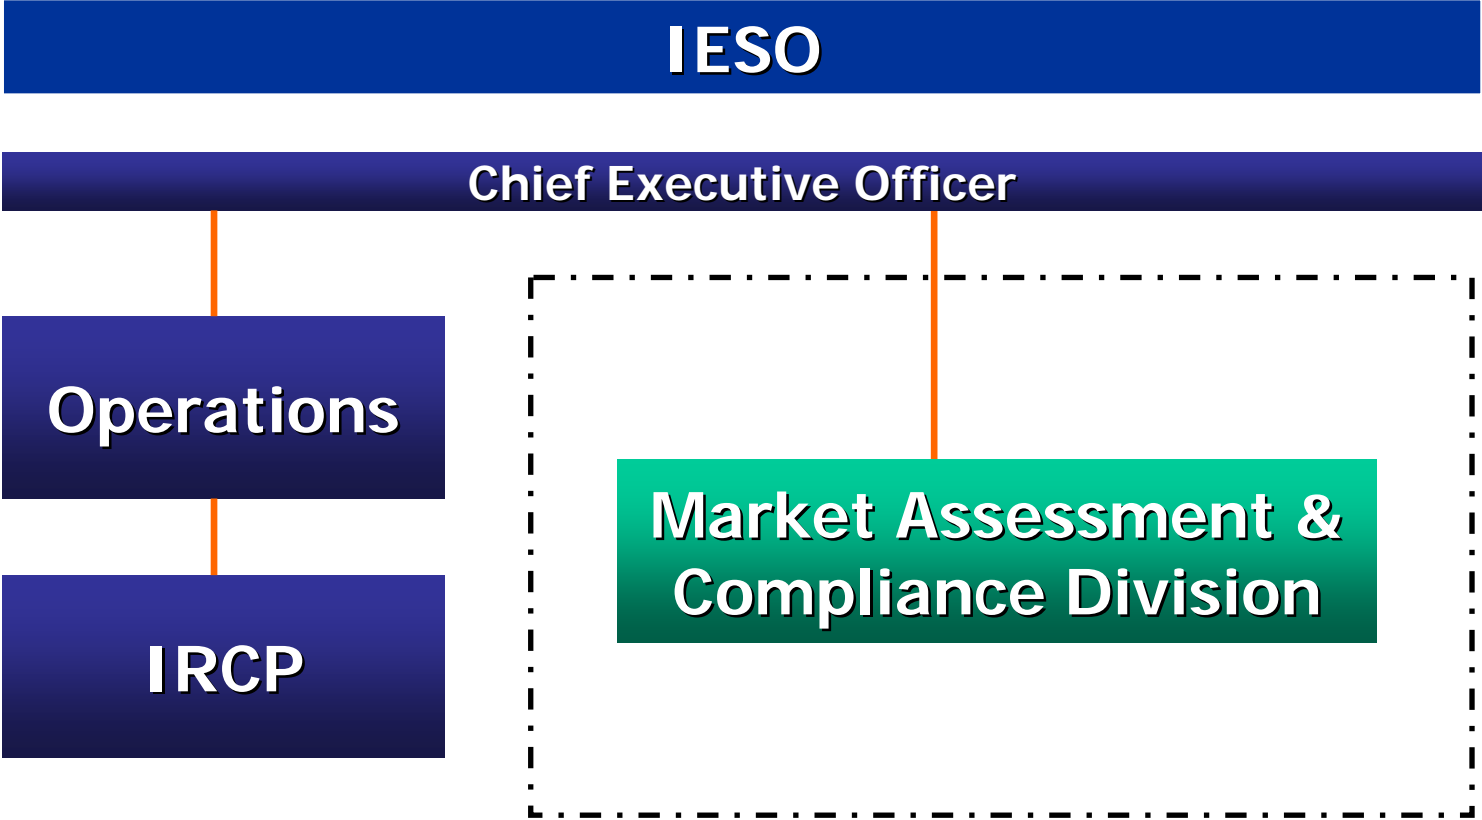 IESO
Chief Executive Officer
Operations
Market Assessment &
Compliance Division
IRCP